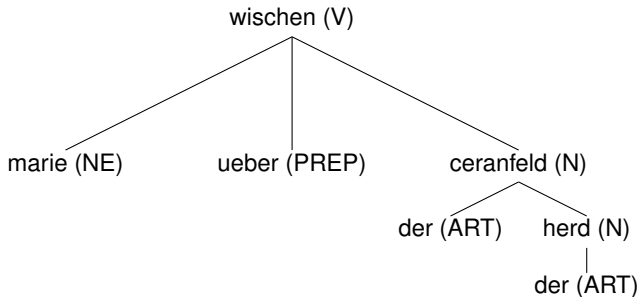 wischen (V)
marie (NE) ueber (PREP) ceranfeld (N)
der (ART) herd (N)
der (ART)